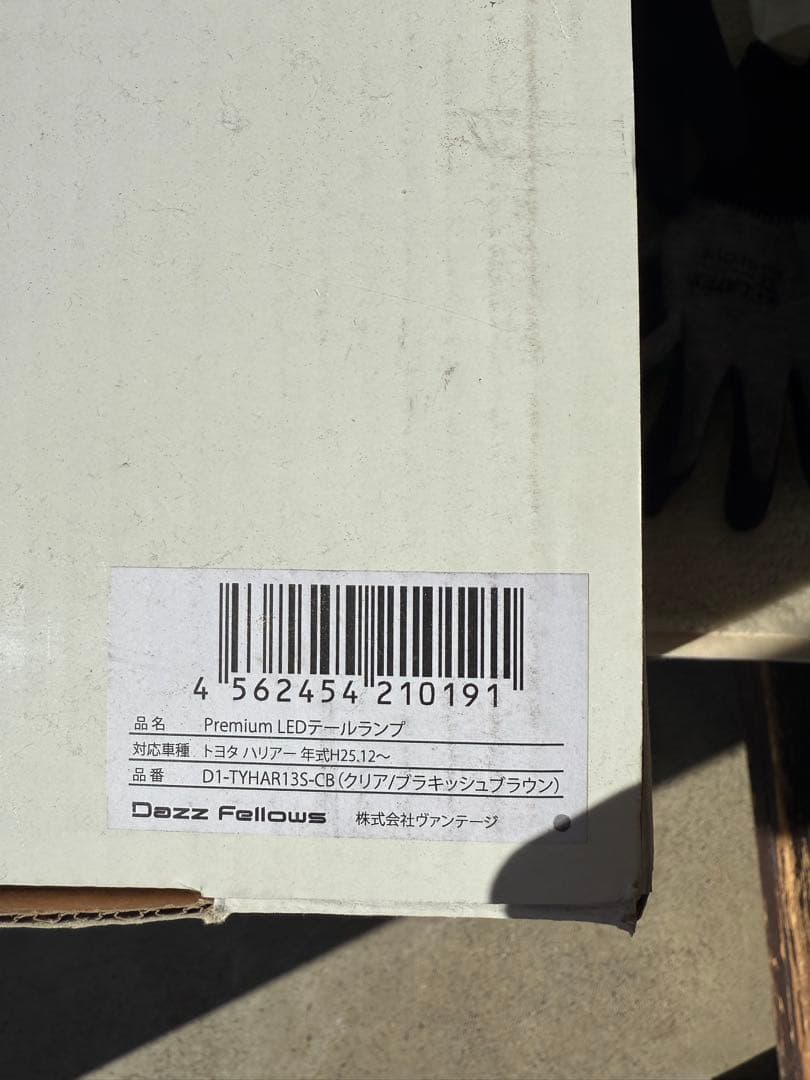 4 562454 210191
品名 Premium LEDテールランプ
対応車種 トヨタ ハリアー 年式H25.12～
品番 D1-TYHAR13S-CB(クリア/ブラキッシュブラウン)
Dazz Fellows 株式会社ヴァンテージ